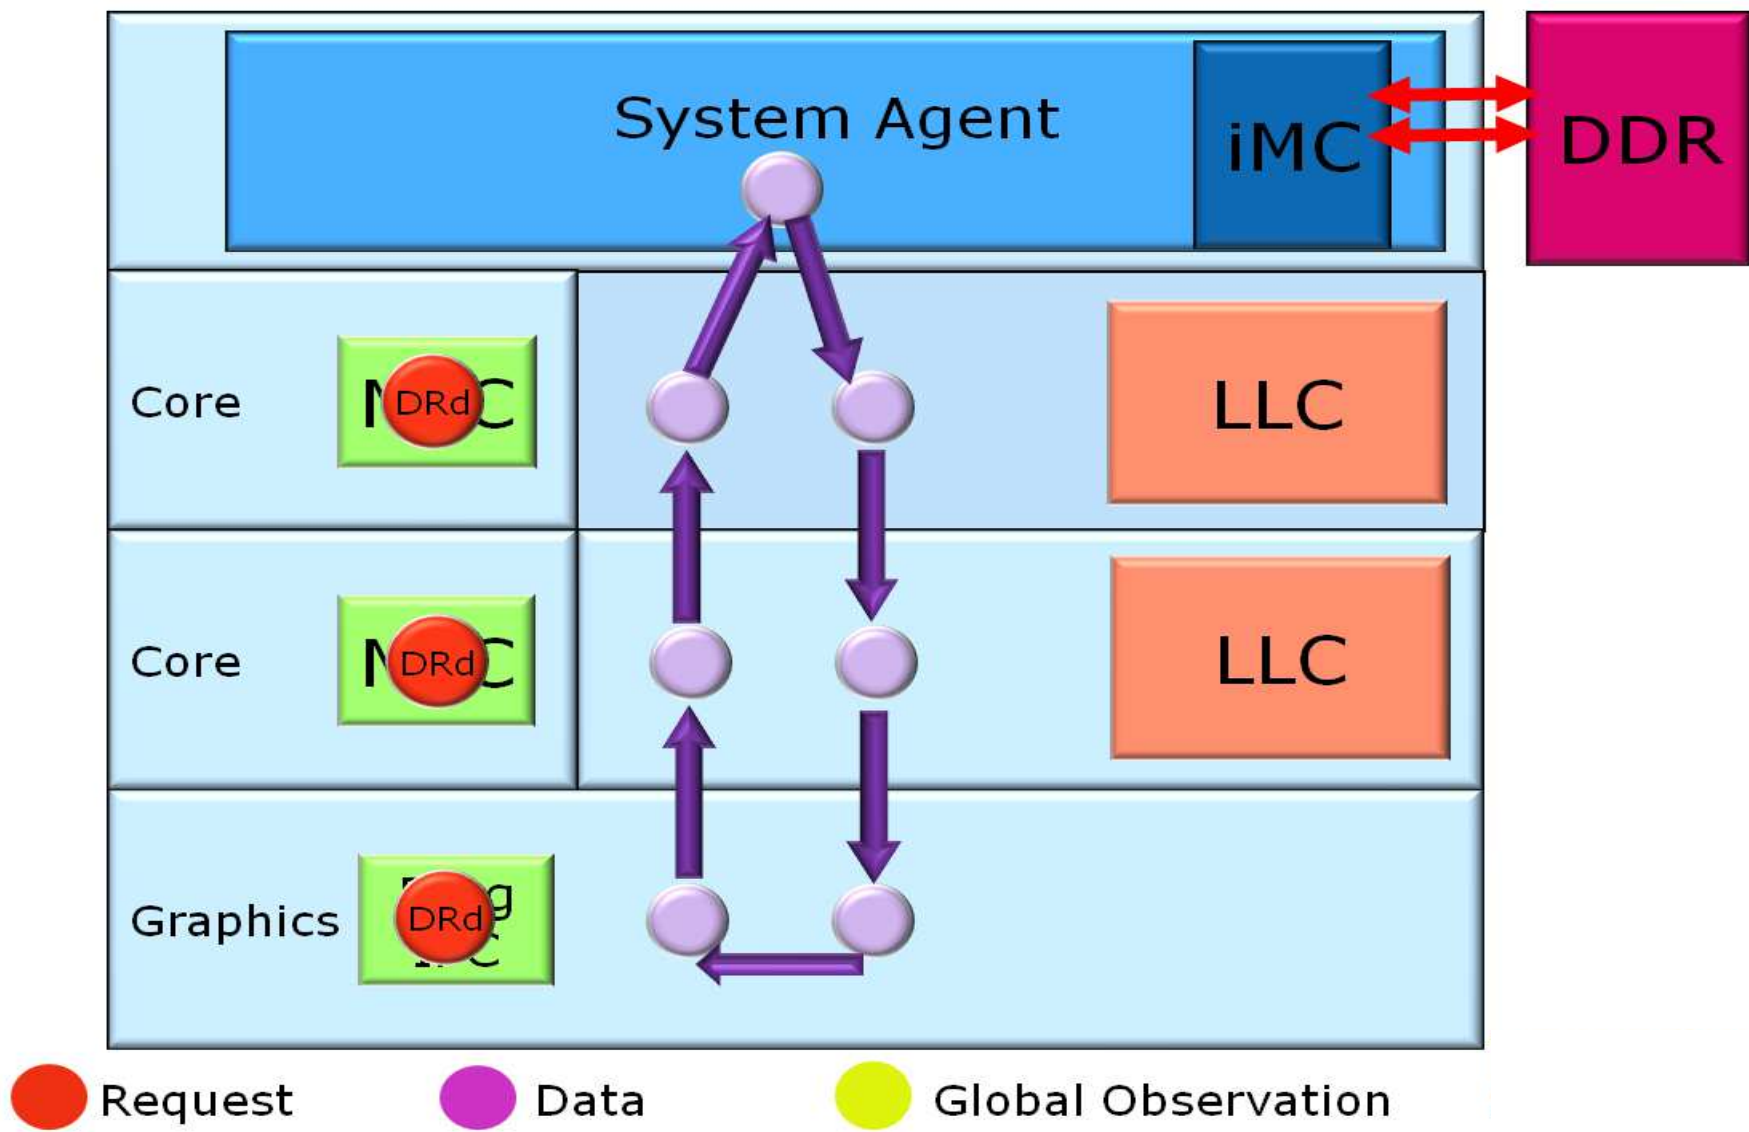 System Agent
iMC
DDR
Core
DRd
LLC
Core
DRd
LLC
Graphics
DRd
Request
Data
Global Observation